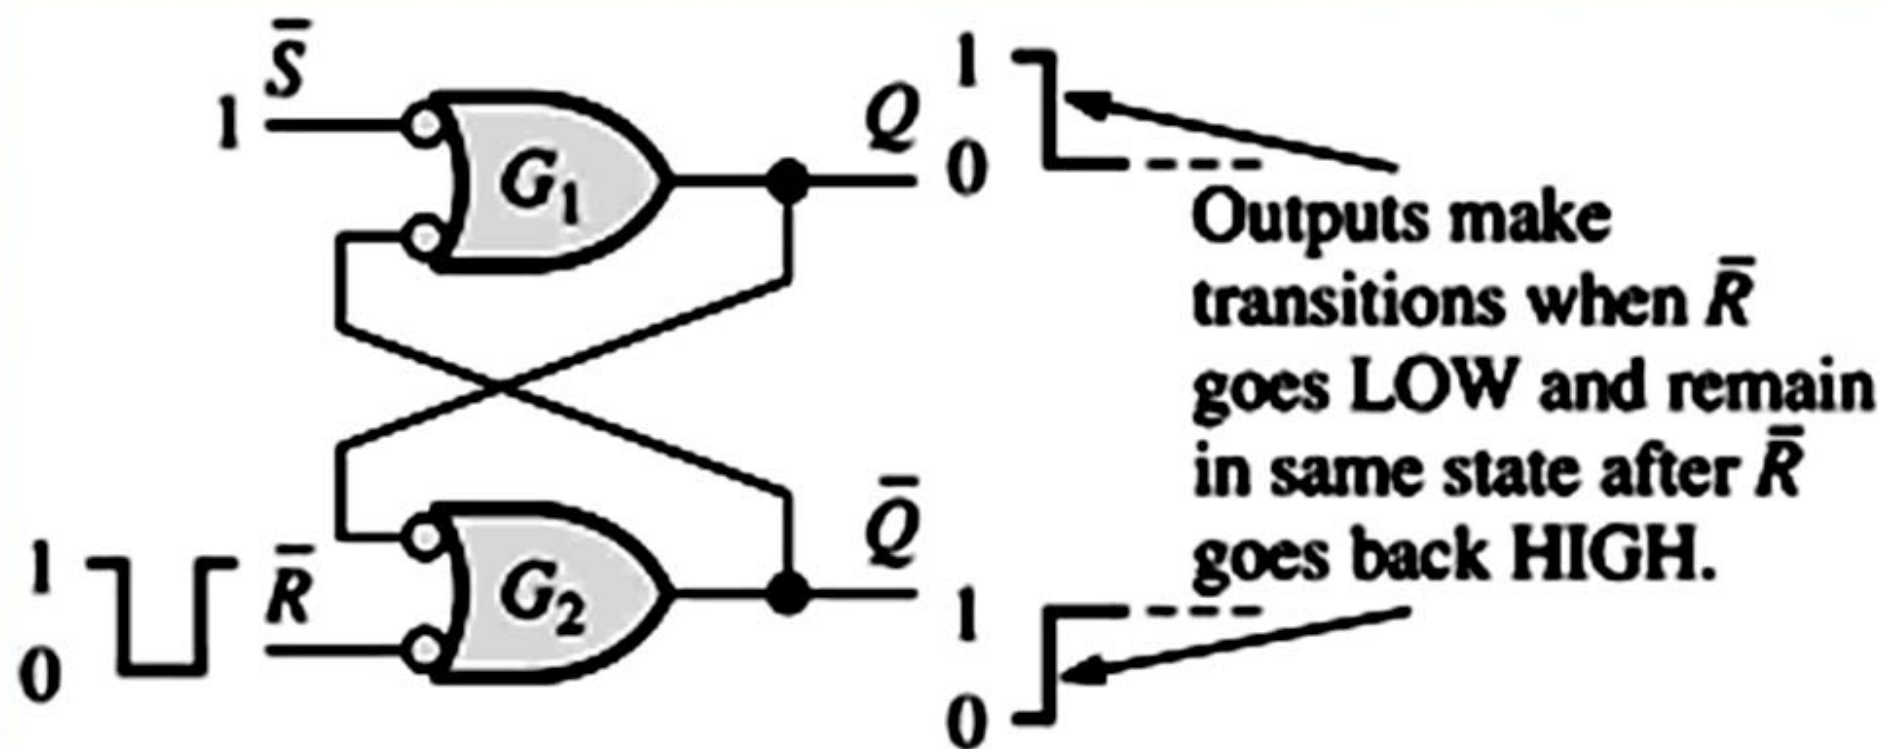 S̅
1
G₁
Q
1
0
Outputs make
transitions when R̅
goes LOW and remain
in same state after R̅
goes back HIGH.
1
0
R̅
G₂
Q̅
1
0